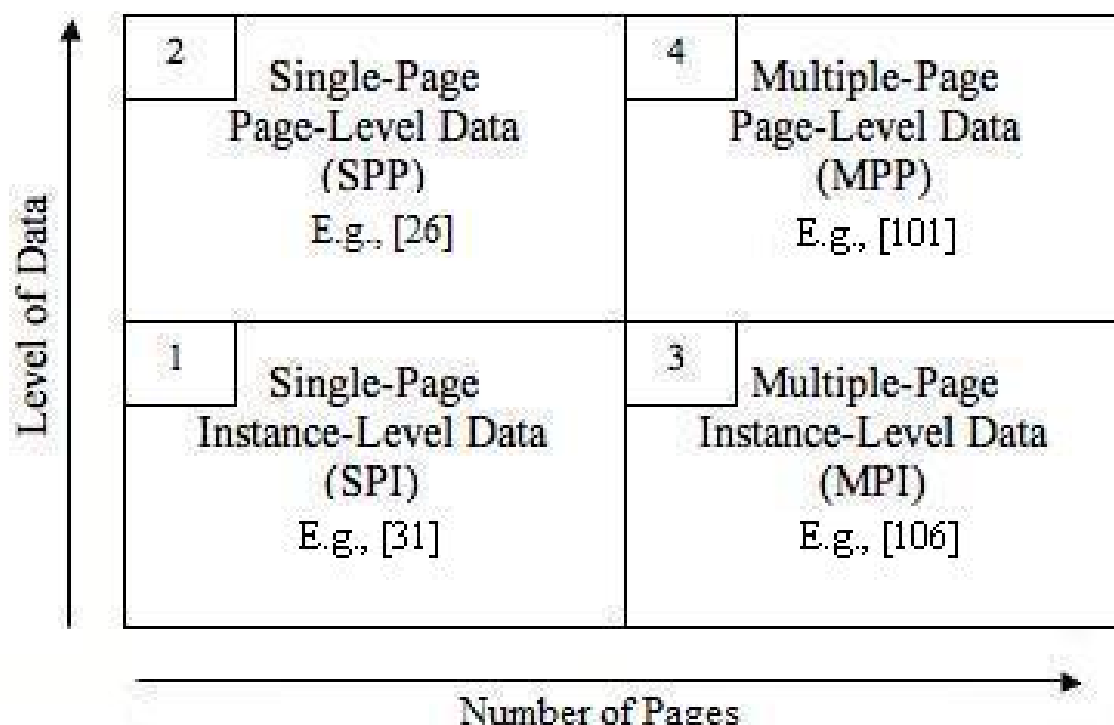 Level of Data
2
Single-Page
Page-Level Data
(SPP)
E.g., [26]
4
Multiple-Page
Page-Level Data
(MPP)
E.g., [101]
1
Single-Page
Instance-Level Data
(SPI)
E.g., [31]
3
Multiple-Page
Instance-Level Data
(MPI)
E.g., [106]
Number of Pages